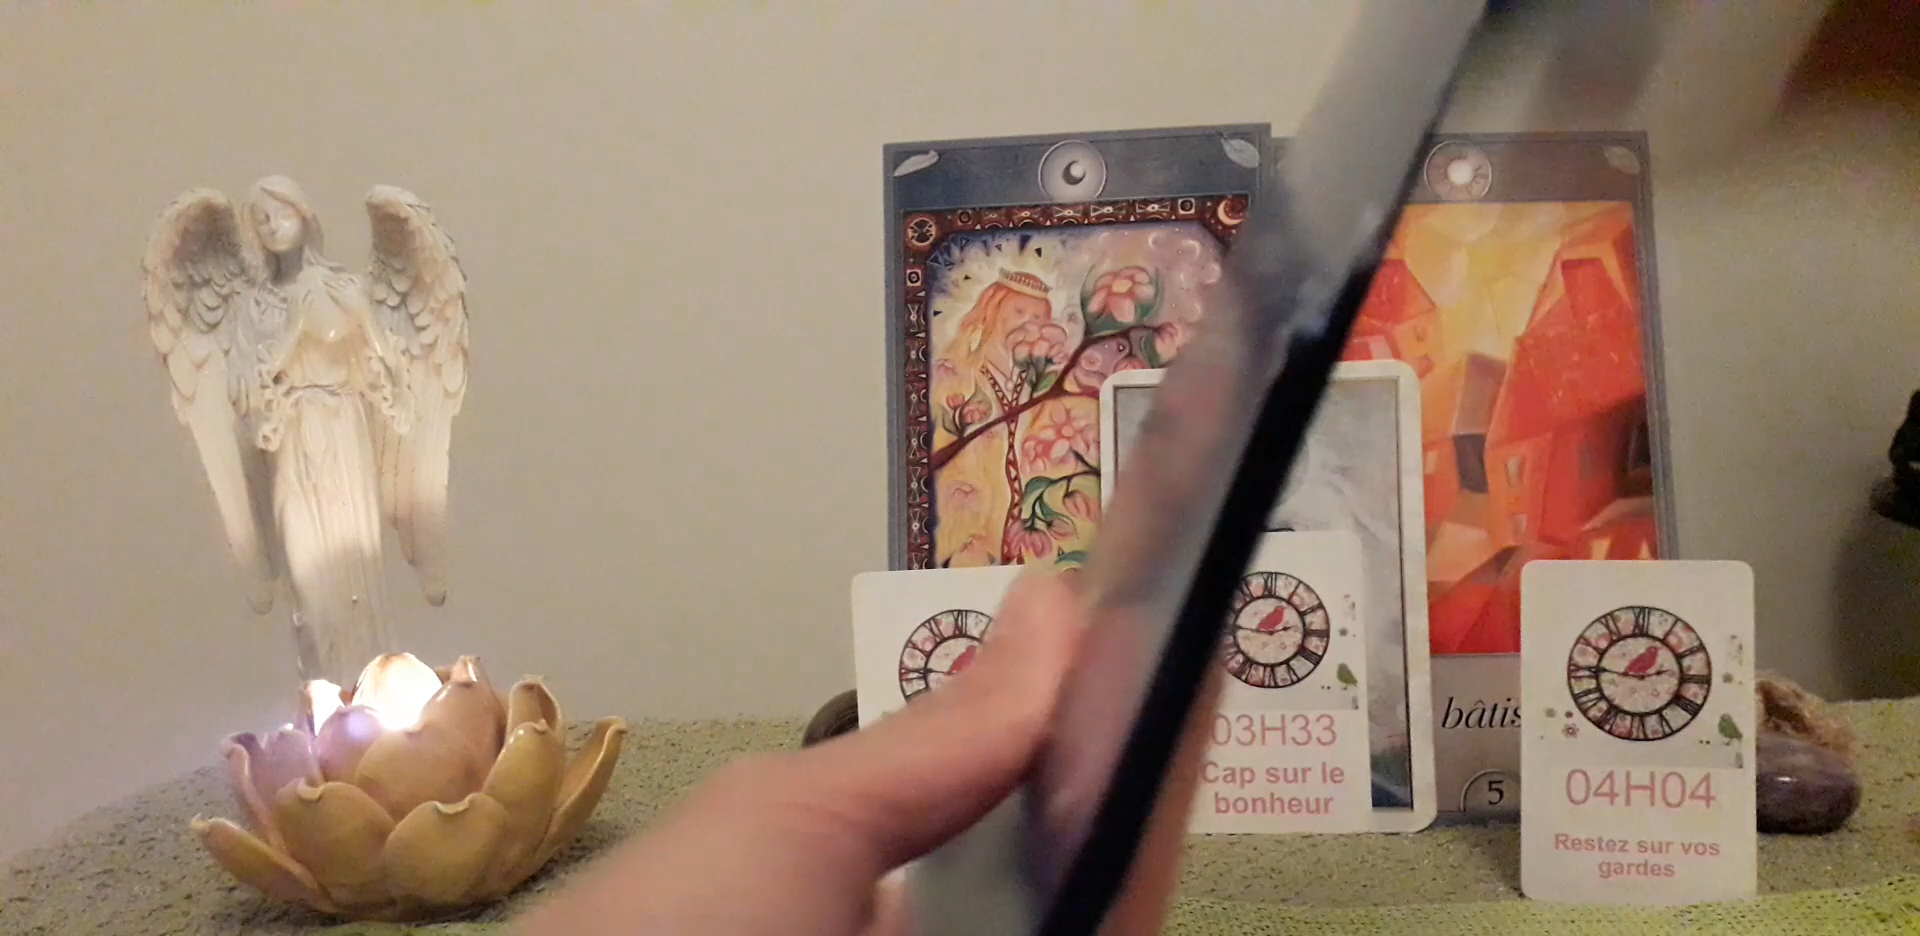 03H33
Cap sur le
bonheur
bâtis
5
04H04
Restez sur vos
gardes